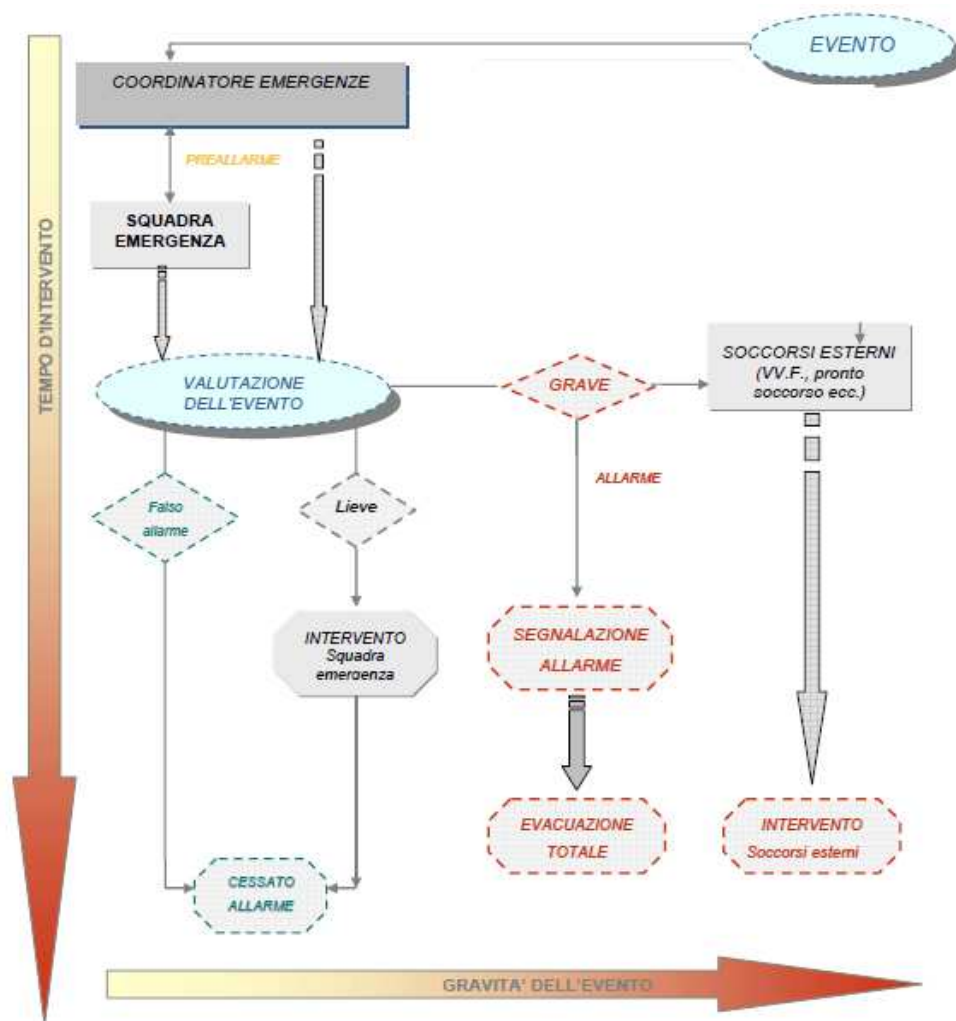 EVENTO
COORDINATORE EMERGENZE
PREALLARME
SQUADRA
EMERGENZA
TEMPO D'INTERVENTO
VALUTAZIONE
DELL'EVENTO
GRAVE
SOCCORSI ESTERNI
(VV.F., pronto
soccorso ecc.)
ALLARME
Falso
allarme
Lieve
INTERVENTO
Squadra
emergenza
SEGNALAZIONE
ALLARME
EVACUAZIONE
TOTALE
INTERVENTO
Soccorsi esterni
CESSATO
ALLARME
GRAVITA' DELL'EVENTO